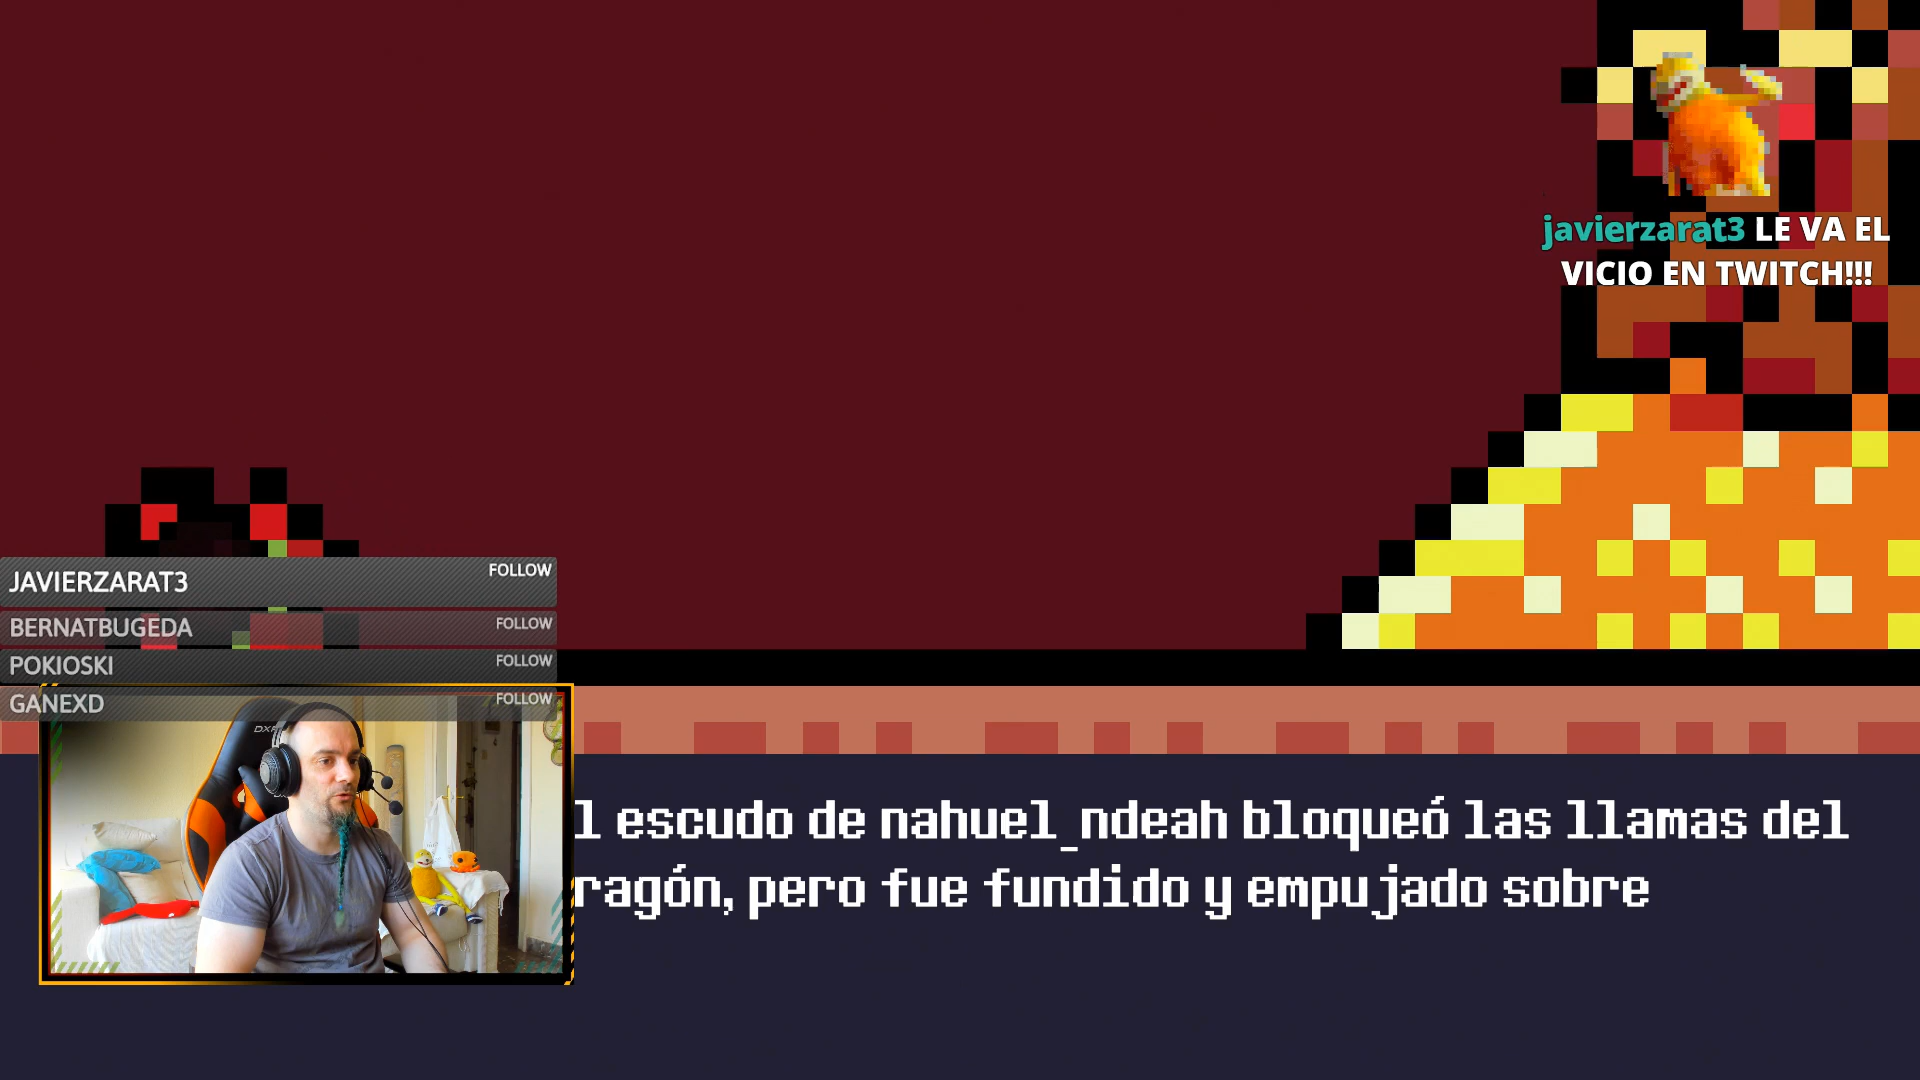 javierzarat3 LE VA EL
VICIO EN TWITCH!!!
JAVIERZARAT3 FOLLOW
BERNATBUGEDA FOLLOW
POKIOSKI FOLLOW
GANEXD FOLLOW
l escudo de nahuel_ndeah bloqueó las llamas del
ragón, pero fue fundido y empujado sobre